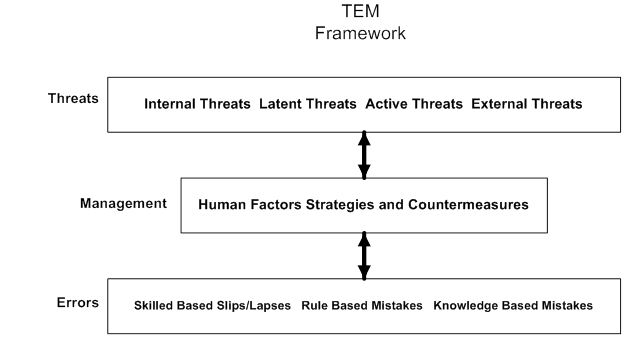 TEM
Framework
Threats
Internal Threats Latent Threats Active Threats External Threats
Management
Human Factors Strategies and Countermeasures
Errors
Skilled Based Slips/Lapses Rule Based Mistakes Knowledge Based Mistakes